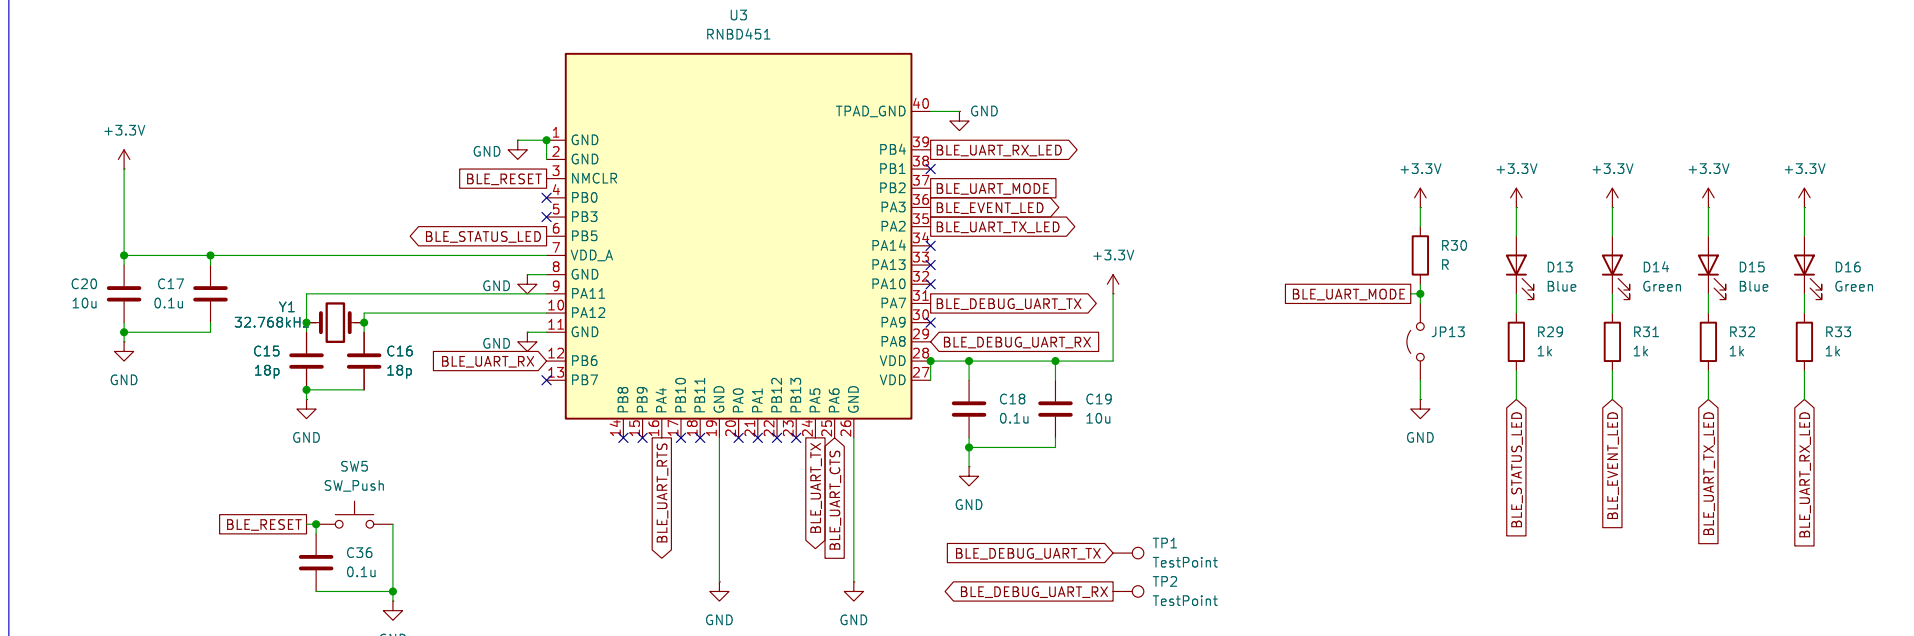 U3
RNBD451
+3.3V
C20
10u
C17
0.1u
GND
1 GND
2 GND
GND
BLE_RESET 3 NMCLR
4 PB0
5 PB3
BLE_STATUS_LED 6 PB5
7 VDD_A
GND 8 GND
9 PA11
10 PA12
GND 11 GND
BLE_UART_RX 12 PB6
13 PB7
Y1
32.768kHz
C15
18p
C16
18p
GND
14 PB8
15 PB9
16 PA4 BLE_UART_RTS
17 PB10
18 PB11
19 GND
20 PA0
21 PA1
22 PB12
23 PB13
24 PA5 BLE_UART_TX
25 PA6 BLE_UART_CTS
26 GND
GND
GND
TPAD_GND 40 GND
PB4 39 BLE_UART_RX_LED
PB1 38
PB2 37 BLE_UART_MODE
PA3 36 BLE_EVENT_LED
PA2 35 BLE_UART_TX_LED
PA14 34
PA13 33
PA10 32
PA7 31 BLE_DEBUG_UART_TX
PA9 30
PA8 29 BLE_DEBUG_UART_RX
VDD 28
VDD 27
+3.3V
C18
0.1u
C19
10u
GND
SW5
SW_Push
BLE_RESET
C36
0.1u
GND
BLE_DEBUG_UART_TX
TP1
TestPoint
BLE_DEBUG_UART_RX
TP2
TestPoint
+3.3V
R30
R
BLE_UART_MODE
JP13
GND
+3.3V
D13
Blue
R29
1k
BLE_STATUS_LED
+3.3V
D14
Green
R31
1k
BLE_EVENT_LED
+3.3V
D15
Blue
R32
1k
BLE_UART_TX_LED
+3.3V
D16
Green
R33
1k
BLE_UART_RX_LED